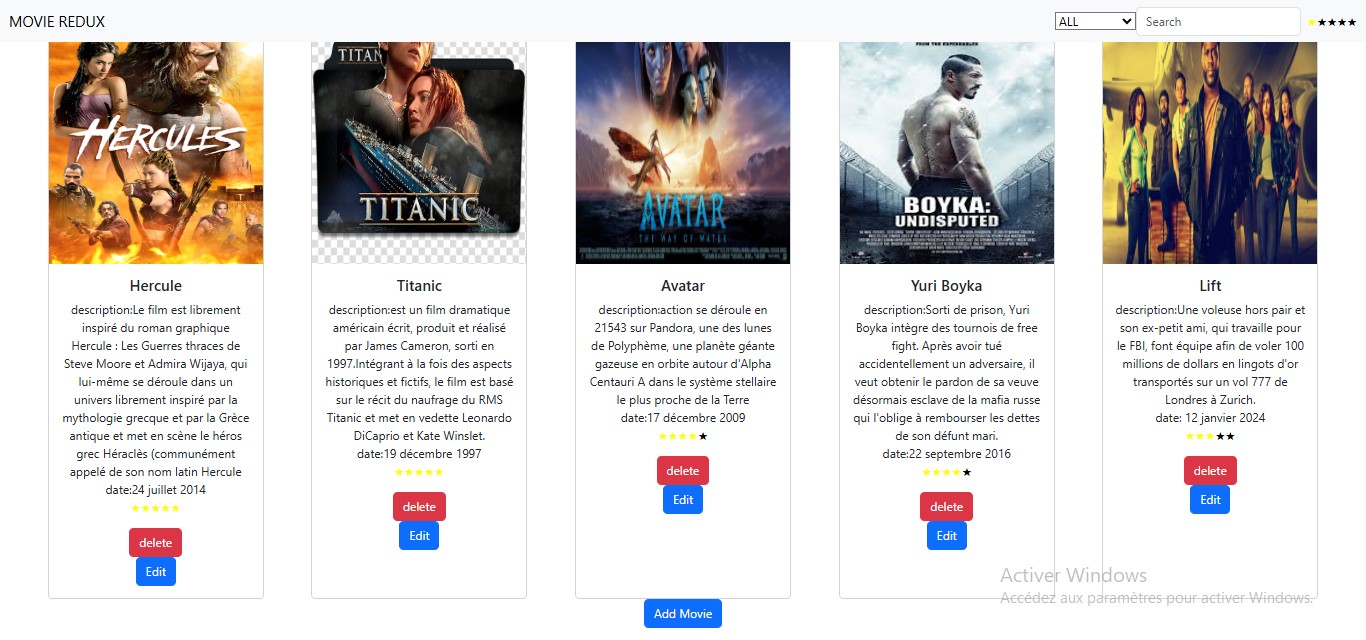 MOVIE REDUX
ALL
Search
HERCULES
TITANIC
TITANIC
AVATAR
THE WAY OF WATER
FROM THE EXPENDABLES
BOYKA:
UNDISPUTED
Hercule
description:Le film est librement
inspiré du roman graphique
Hercule : Les Guerres thraces de
Steve Moore et Admira Wijaya, qui
lui-même se déroule dans un
univers librement inspiré par la
mythologie grecque et par la Grèce
antique et met en scène le héros
grec Héraclès (communément
appelé de son nom latin Hercule
date:24 juillet 2014
★★★★★
delete
Edit
Titanic
description:est un film dramatique
américain écrit, produit et réalisé
par James Cameron, sorti en
1997.Intégrant à la fois des aspects
historiques et fictifs, le film est basé
sur le récit du naufrage du RMS
Titanic et met en vedette Leonardo
DiCaprio et Kate Winslet.
date:19 décembre 1997
★★★★★
delete
Edit
Avatar
description:action se déroule en
21543 sur Pandora, une des lunes
de Polyphème, une planète géante
gazeuse en orbite autour d'Alpha
Centauri A dans le système stellaire
le plus proche de la Terre
date:17 décembre 2009
★★★★★
delete
Edit
Yuri Boyka
description:Sorti de prison, Yuri
Boyka intègre des tournois de free
fight. Après avoir tué
accidentellement un adversaire, il
veut obtenir le pardon de sa veuve
désormais esclave de la mafia russe
qui l'oblige à rembourser les dettes
de son défunt mari.
date:22 septembre 2016
★★★★★
delete
Edit
Lift
description:Une voleuse hors pair et
son ex-petit ami, qui travaille pour
le FBI, font équipe afin de voler 100
millions de dollars en lingots d'or
transportés sur un vol 777 de
Londres à Zurich.
date: 12 janvier 2024
★★★★★
delete
Edit
Add Movie
Activer Windows
Accédez aux paramètres pour activer Windows.